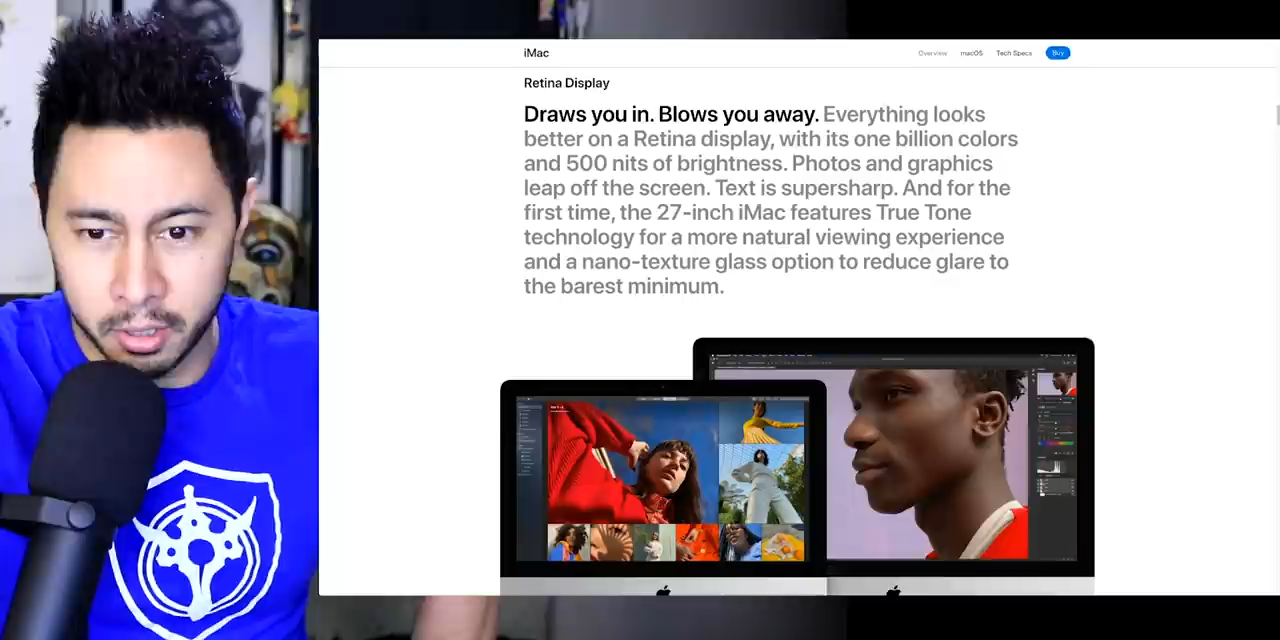 iMac
Overview
macOS
Tech Specs
Buy
Retina Display
Draws you in. Blows you away. Everything looks
better on a Retina display, with its one billion colors
and 500 nits of brightness. Photos and graphics
leap off the screen. Text is supersharp. And for the
first time, the 27-inch iMac features True Tone
technology for a more natural viewing experience
and a nano-texture glass option to reduce glare to
the barest minimum.